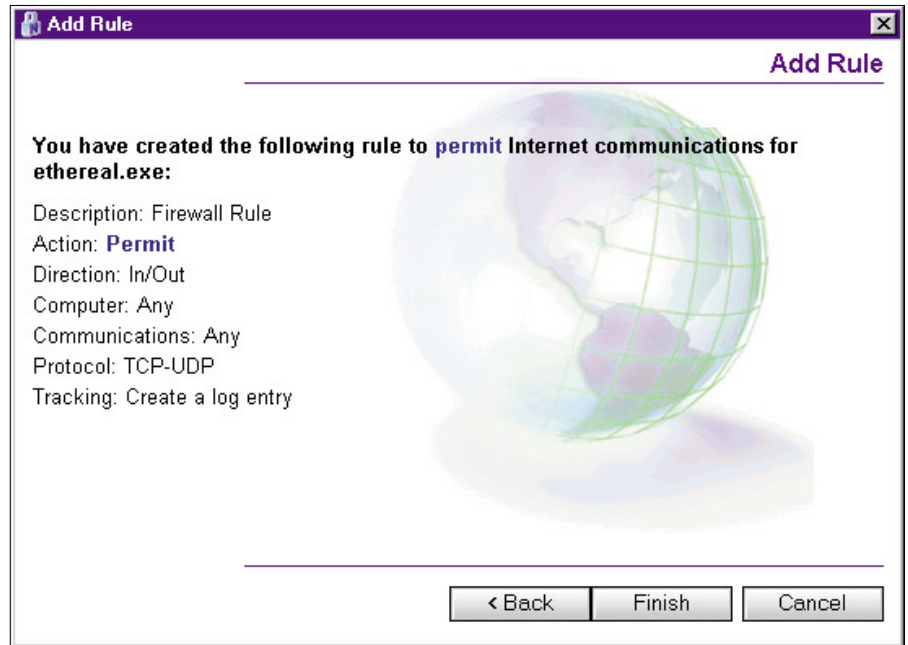 Add Rule
Add Rule
You have created the following rule to permit Internet communications for
ethereal.exe:
Description: Firewall Rule
Action: Permit
Direction: In/Out
Computer: Any
Communications: Any
Protocol: TCP-UDP
Tracking: Create a log entry
< Back
Finish
Cancel